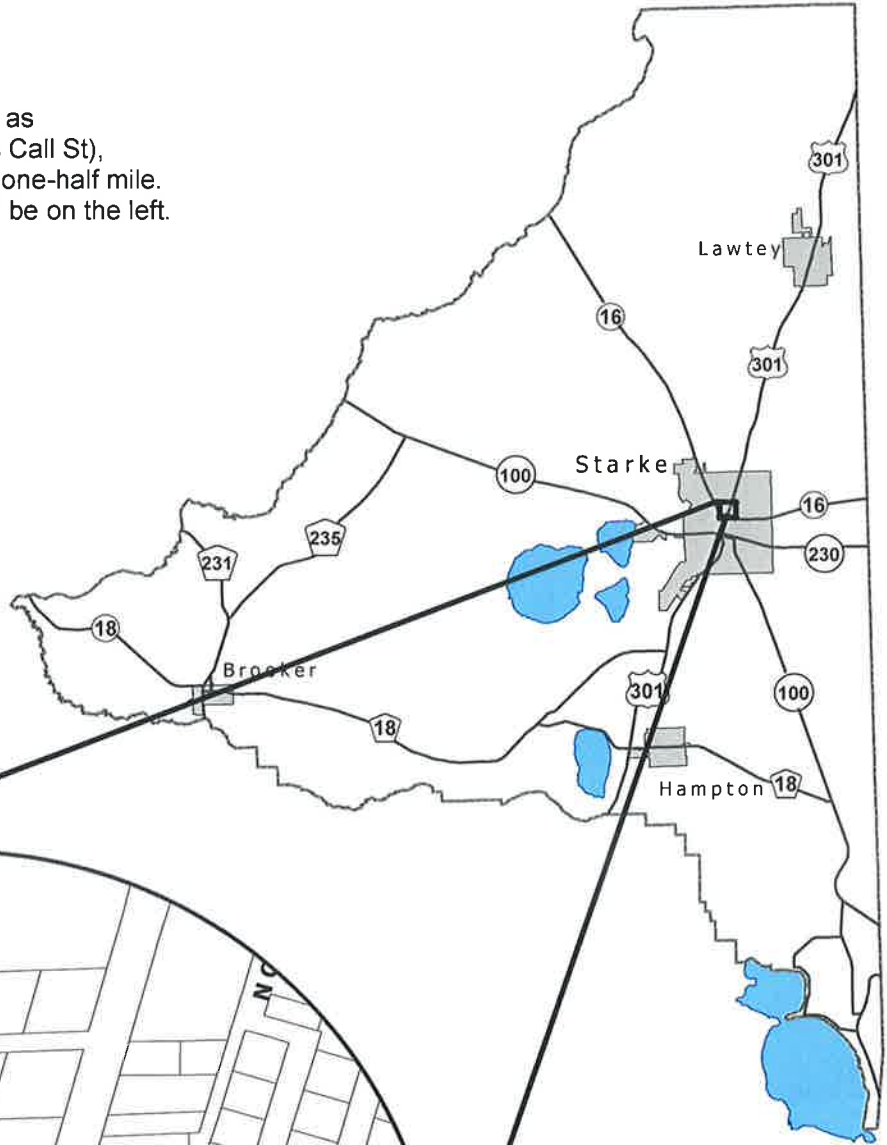 as
Call St),
one-half mile.
be on the left.
301
Lawtey
16
301
Starke
100
16
235
231
230
18
Brooker
301
100
18
Hampton
18
NO